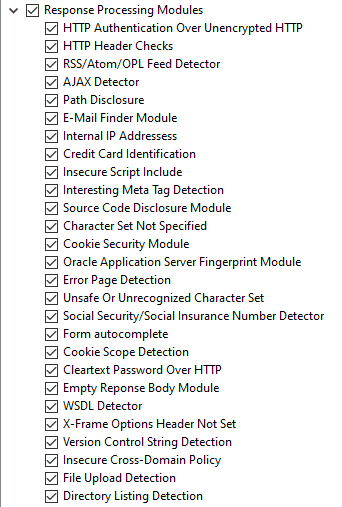 Response Processing Modules
HTTP Authentication Over Unencrypted HTTP
HTTP Header Checks
RSS/Atom/OPL Feed Detector
AJAX Detector
Path Disclosure
E-Mail Finder Module
Internal IP Addressess
Credit Card Identification
Insecure Script Include
Interesting Meta Tag Detection
Source Code Disclosure Module
Character Set Not Specified
Cookie Security Module
Oracle Application Server Fingerprint Module
Error Page Detection
Unsafe Or Unrecognized Character Set
Social Security/Social Insurance Number Detector
Form autocomplete
Cookie Scope Detection
Cleartext Password Over HTTP
Empty Reponse Body Module
WSDL Detector
X-Frame Options Header Not Set
Version Control String Detection
Insecure Cross-Domain Policy
File Upload Detection
Directory Listing Detection